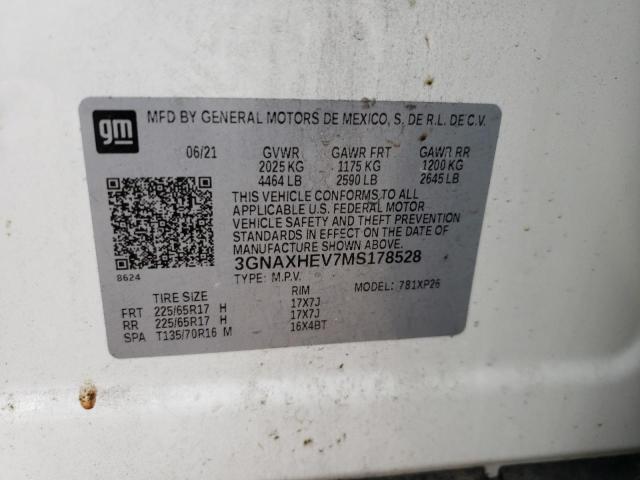 gm MFD BY GENERAL MOTORS DE MEXICO, S. DE R.L. DE C.V.
06/21 GVWR GAWR FRT GAWR RR
2025 KG 1175 KG 1200 KG
4464 LB 2590 LB 2645 LB
THIS VEHICLE CONFORMS TO ALL
APPLICABLE U.S. FEDERAL MOTOR
VEHICLE SAFETY AND THEFT PREVENTION
STANDARDS IN EFFECT ON THE DATE OF
MANUFACTURE SHOWN ABOVE.
3GNAXHEV7MS178528
8624 TYPE: M.P.V. MODEL: 781XP26
TIRE SIZE RIM
FRT 225/65R17 H 17X7J
RR 225/65R17 H 17X7J
SPA T135/70R16 M 16X4BT